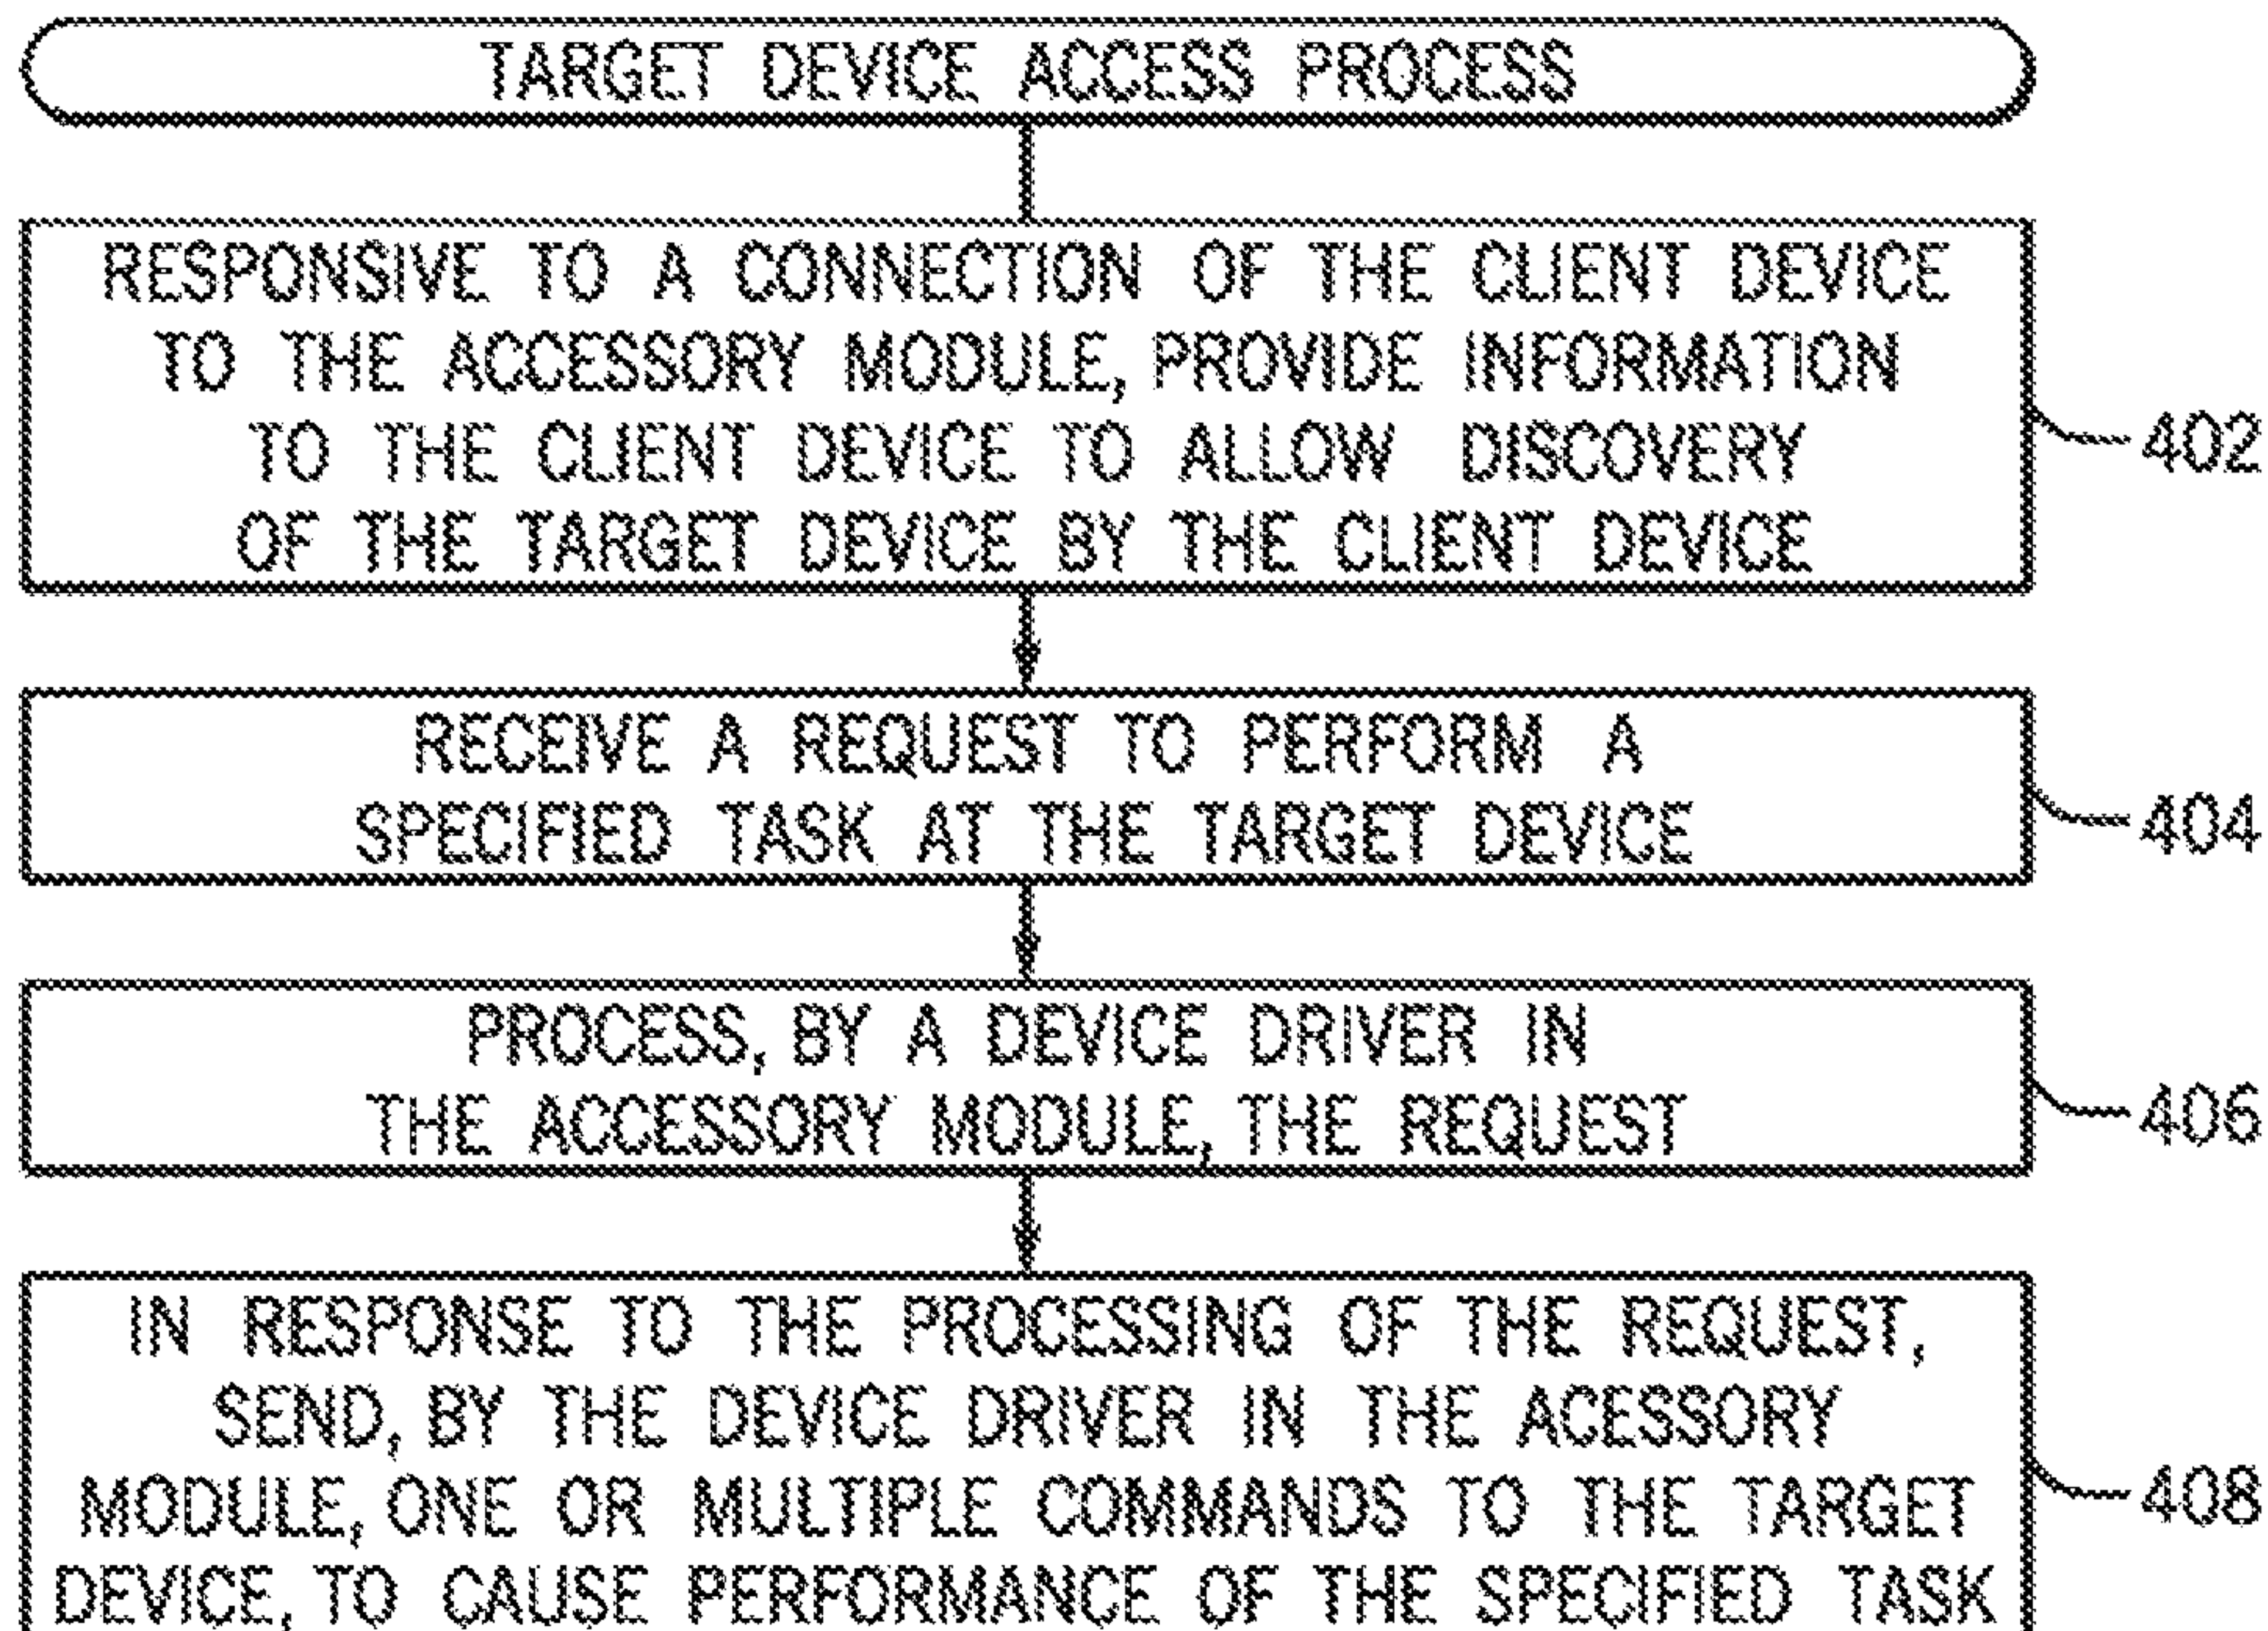 TARGET DEVICE ACCESS PROCESS
RESPONSIVE TO A CONNECTION OF THE CLIENT DEVICE
TO THE ACCESSORY MODULE, PROVIDE INFORMATION
TO THE CLIENT DEVICE TO ALLOW DISCOVERY
OF THE TARGET DEVICE BY THE CLIENT DEVICE
402
RECEIVE A REQUEST TO PERFORM A
SPECIFIED TASK AT THE TARGET DEVICE
404
PROCESS, BY A DEVICE DRIVER IN
THE ACCESSORY MODULE, THE REQUEST
406
IN RESPONSE TO THE PROCESSING OF THE REQUEST,
SEND, BY THE DEVICE DRIVER IN THE ACESSORY
MODULE, ONE OR MULTIPLE COMMANDS TO THE TARGET
DEVICE, TO CAUSE PERFORMANCE OF THE SPECIFIED TASK
408